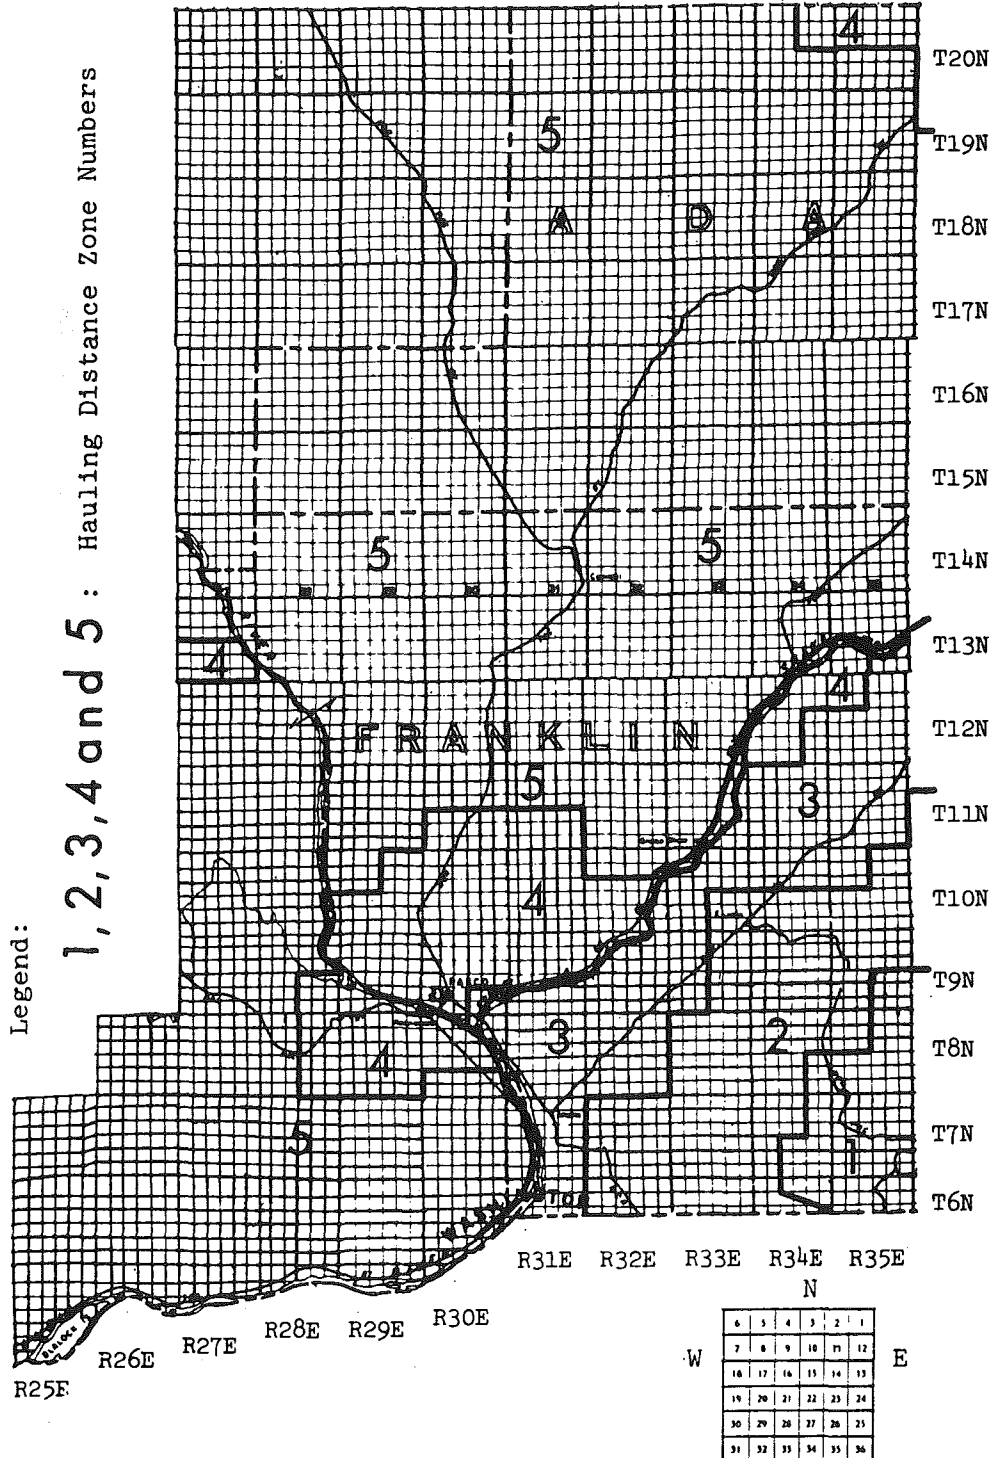 Legend:
1, 2, 3, 4 and 5 : Hauling Distance Zone Numbers
4
T20N
5
T19N
A D A
T18N
T17N
T16N
T15N
5
5
T14N
4
T13N
4
T12N
FRANKLIN
5
3
T11N
4
T10N
T9N
3
2
4
T8N
5
1
T7N
T6N
R31E
R32E
R33E
R34E
R35E
R30E
R29E
R28E
R27E
R26E
R25E
BLALOCK
N
W
E
6 5 4 3 2 1
7 8 9 10 11 12
18 17 16 15 14 13
19 20 21 22 23 24
30 29 28 27 26 25
31 32 33 34 35 36